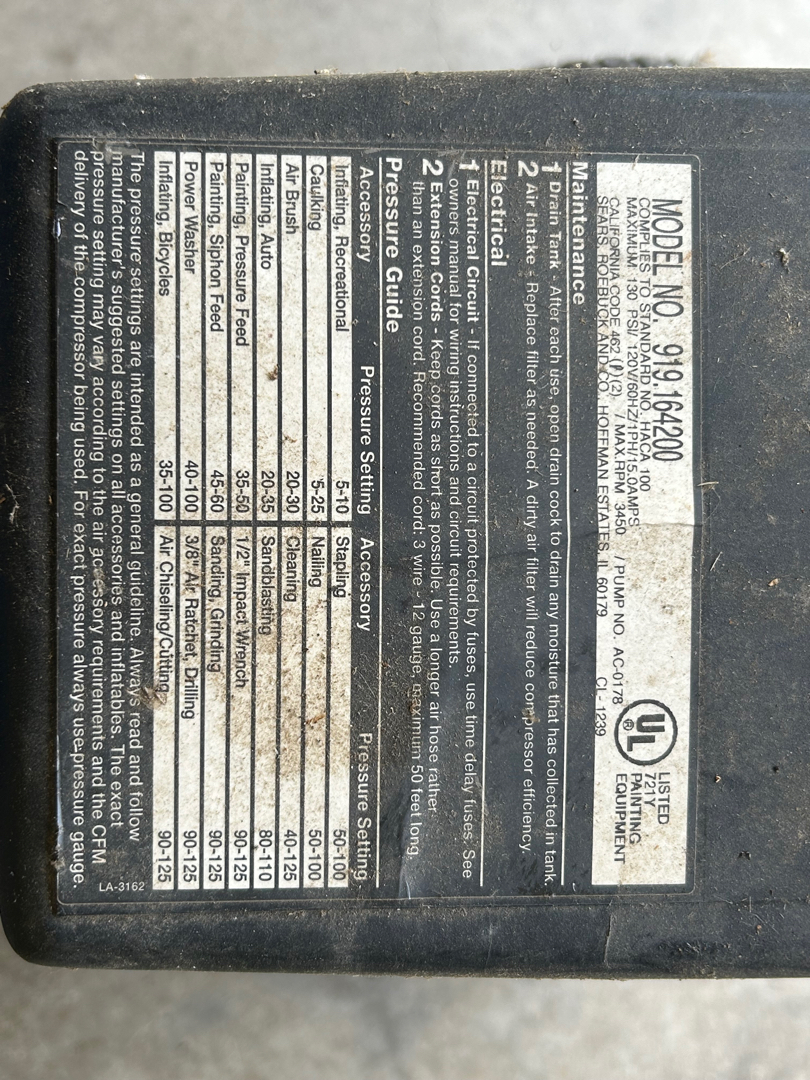 MODEL NO. 919.164200
COMPLIES TO STANDARD NO. HACA 100
MAXIMUM 130 PSI/ 120V/60HZ/1PH/15.0AMPS
CALIFORNIA CODE 462 (l) (2) / MAX.RPM 3450 / PUMP NO. AC-0178
SEARS, ROEBUCK AND CO., HOFFMAN ESTATES, IL 60179 CI - 1239
UL
®
LISTED
721Y
PAINTING
EQUIPMENT
Maintenance
1 Drain Tank - After each use, open drain cock to drain any moisture that has collected in tank.
2 Air Intake - Replace filter as needed. A dirty air filter will reduce compressor efficiency.
Electrical
1 Electrical Circuit - If connected to a circuit protected by fuses, use time delay fuses. See
owners manual for wiring instructions and circuit requirements.
2 Extension Cords - Keep cords as short as possible. Use a longer air hose rather
than an extension cord. Recommended cord: 3 wire - 12 gauge, maximum 50 feet long.
Pressure Guide
Accessory Pressure Setting Accessory Pressure Setting
Inflating, Recreational 5-10 Stapling 50-100
Caulking 5-25 Nailing 50-100
Air Brush 20-30 Cleaning 40-125
Inflating, Auto 20-35 Sandblasting 80-110
Painting, Pressure Feed 35-50 1/2" Impact Wrench 90-125
Painting, Siphon Feed 45-60 Sanding, Grinding 90-125
Power Washer 40-100 3/8" Air Ratchet, Drilling 90-125
Inflating, Bicycles 35-100 Air Chiseling/Cutting 90-125
The pressure settings are intended as a general guideline. Always read and follow
manufacturer's suggested settings on all accessories and inflatables. The exact
pressure setting may vary according to the air accessory requirements and the CFM
delivery of the compressor being used. For exact pressure always use pressure gauge.
LA-3162